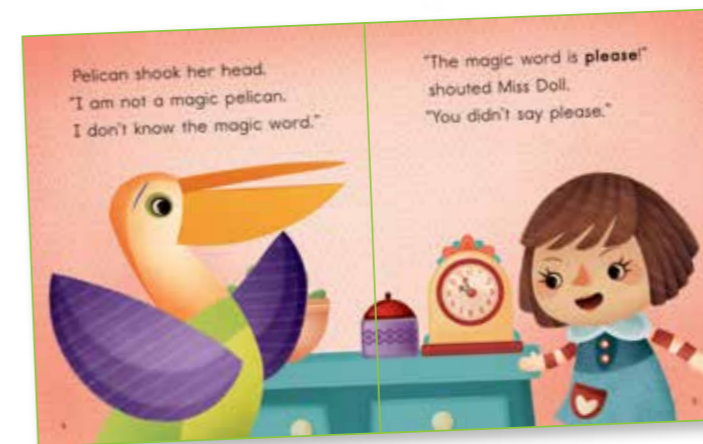 Pelican shook her head.
"I am not a magic pelican.
I don't know the magic word."
"The magic word is please!"
shouted Miss Doll.
"You didn't say please."